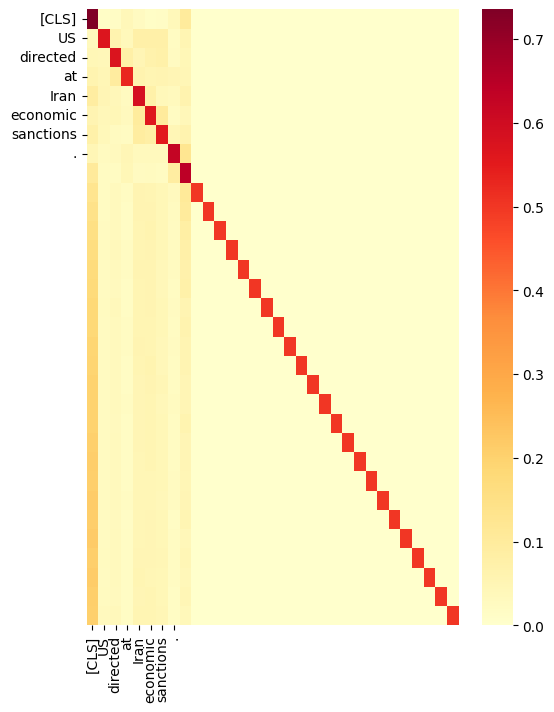 [CLS]
US
directed
at
Iran
economic
sanctions
.
0.7
0.6
0.5
0.4
0.3
0.2
0.1
0.0
[CLS]
US
directed
at
Iran
economic
sanctions
.